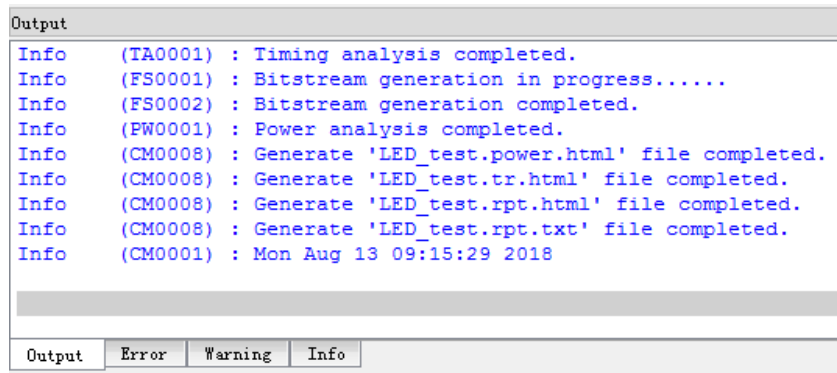 Output
Info (TA0001) : Timing analysis completed.
Info (FS0001) : Bitstream generation in progress......
Info (FS0002) : Bitstream generation completed.
Info (PW0001) : Power analysis completed.
Info (CM0008) : Generate 'LED_test.power.html' file completed.
Info (CM0008) : Generate 'LED_test.tr.html' file completed.
Info (CM0008) : Generate 'LED_test.rpt.html' file completed.
Info (CM0008) : Generate 'LED_test.rpt.txt' file completed.
Info (CM0001) : Mon Aug 13 09:15:29 2018
Output Error Warning Info